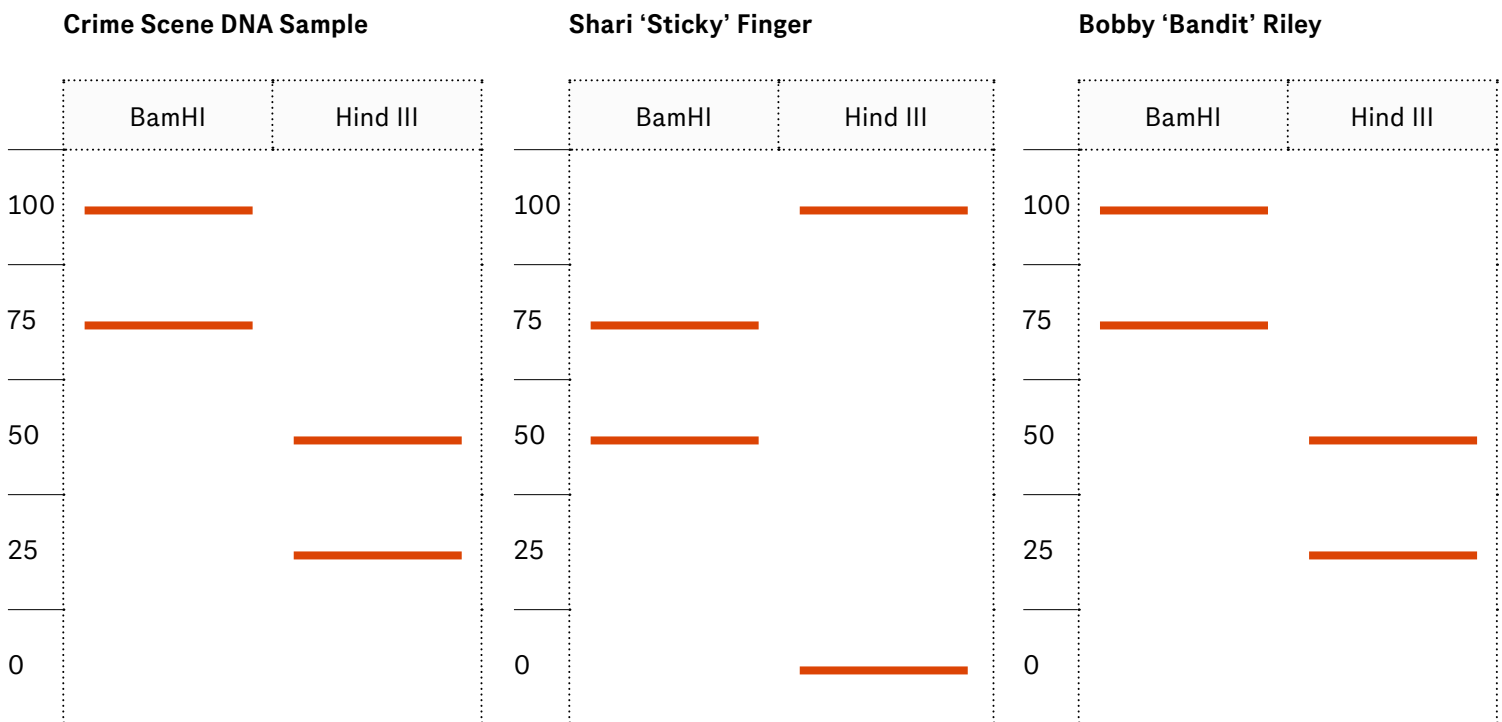 Crime Scene DNA Sample
BamHI Hind III
100
75
50
25
0
Shari ‘Sticky’ Finger
BamHI Hind III
100
75
50
25
0
Bobby ‘Bandit’ Riley
BamHI Hind III
100
75
50
25
0